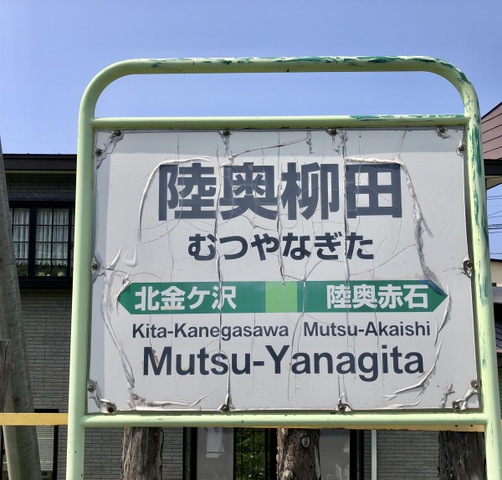 陸奥柳田
むつやなぎた
北金ケ沢 陸奥赤石
Kita-Kanegasawa Mutsu-Akaishi
Mutsu-Yanagita